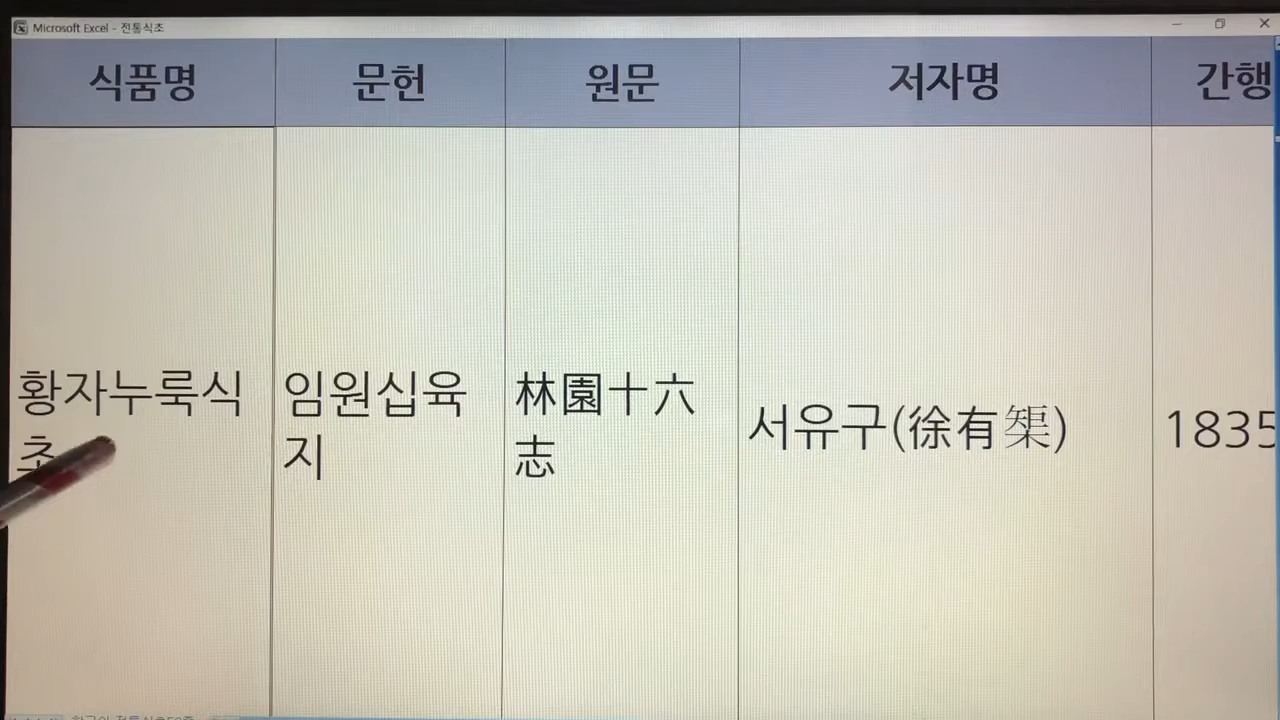 Microsoft Excel - 전통식초
식품명 문헌 원문 저자명 간행
황자누룩식
초
임원십육
지
林園十六
志
서유구(徐有榘)
1835